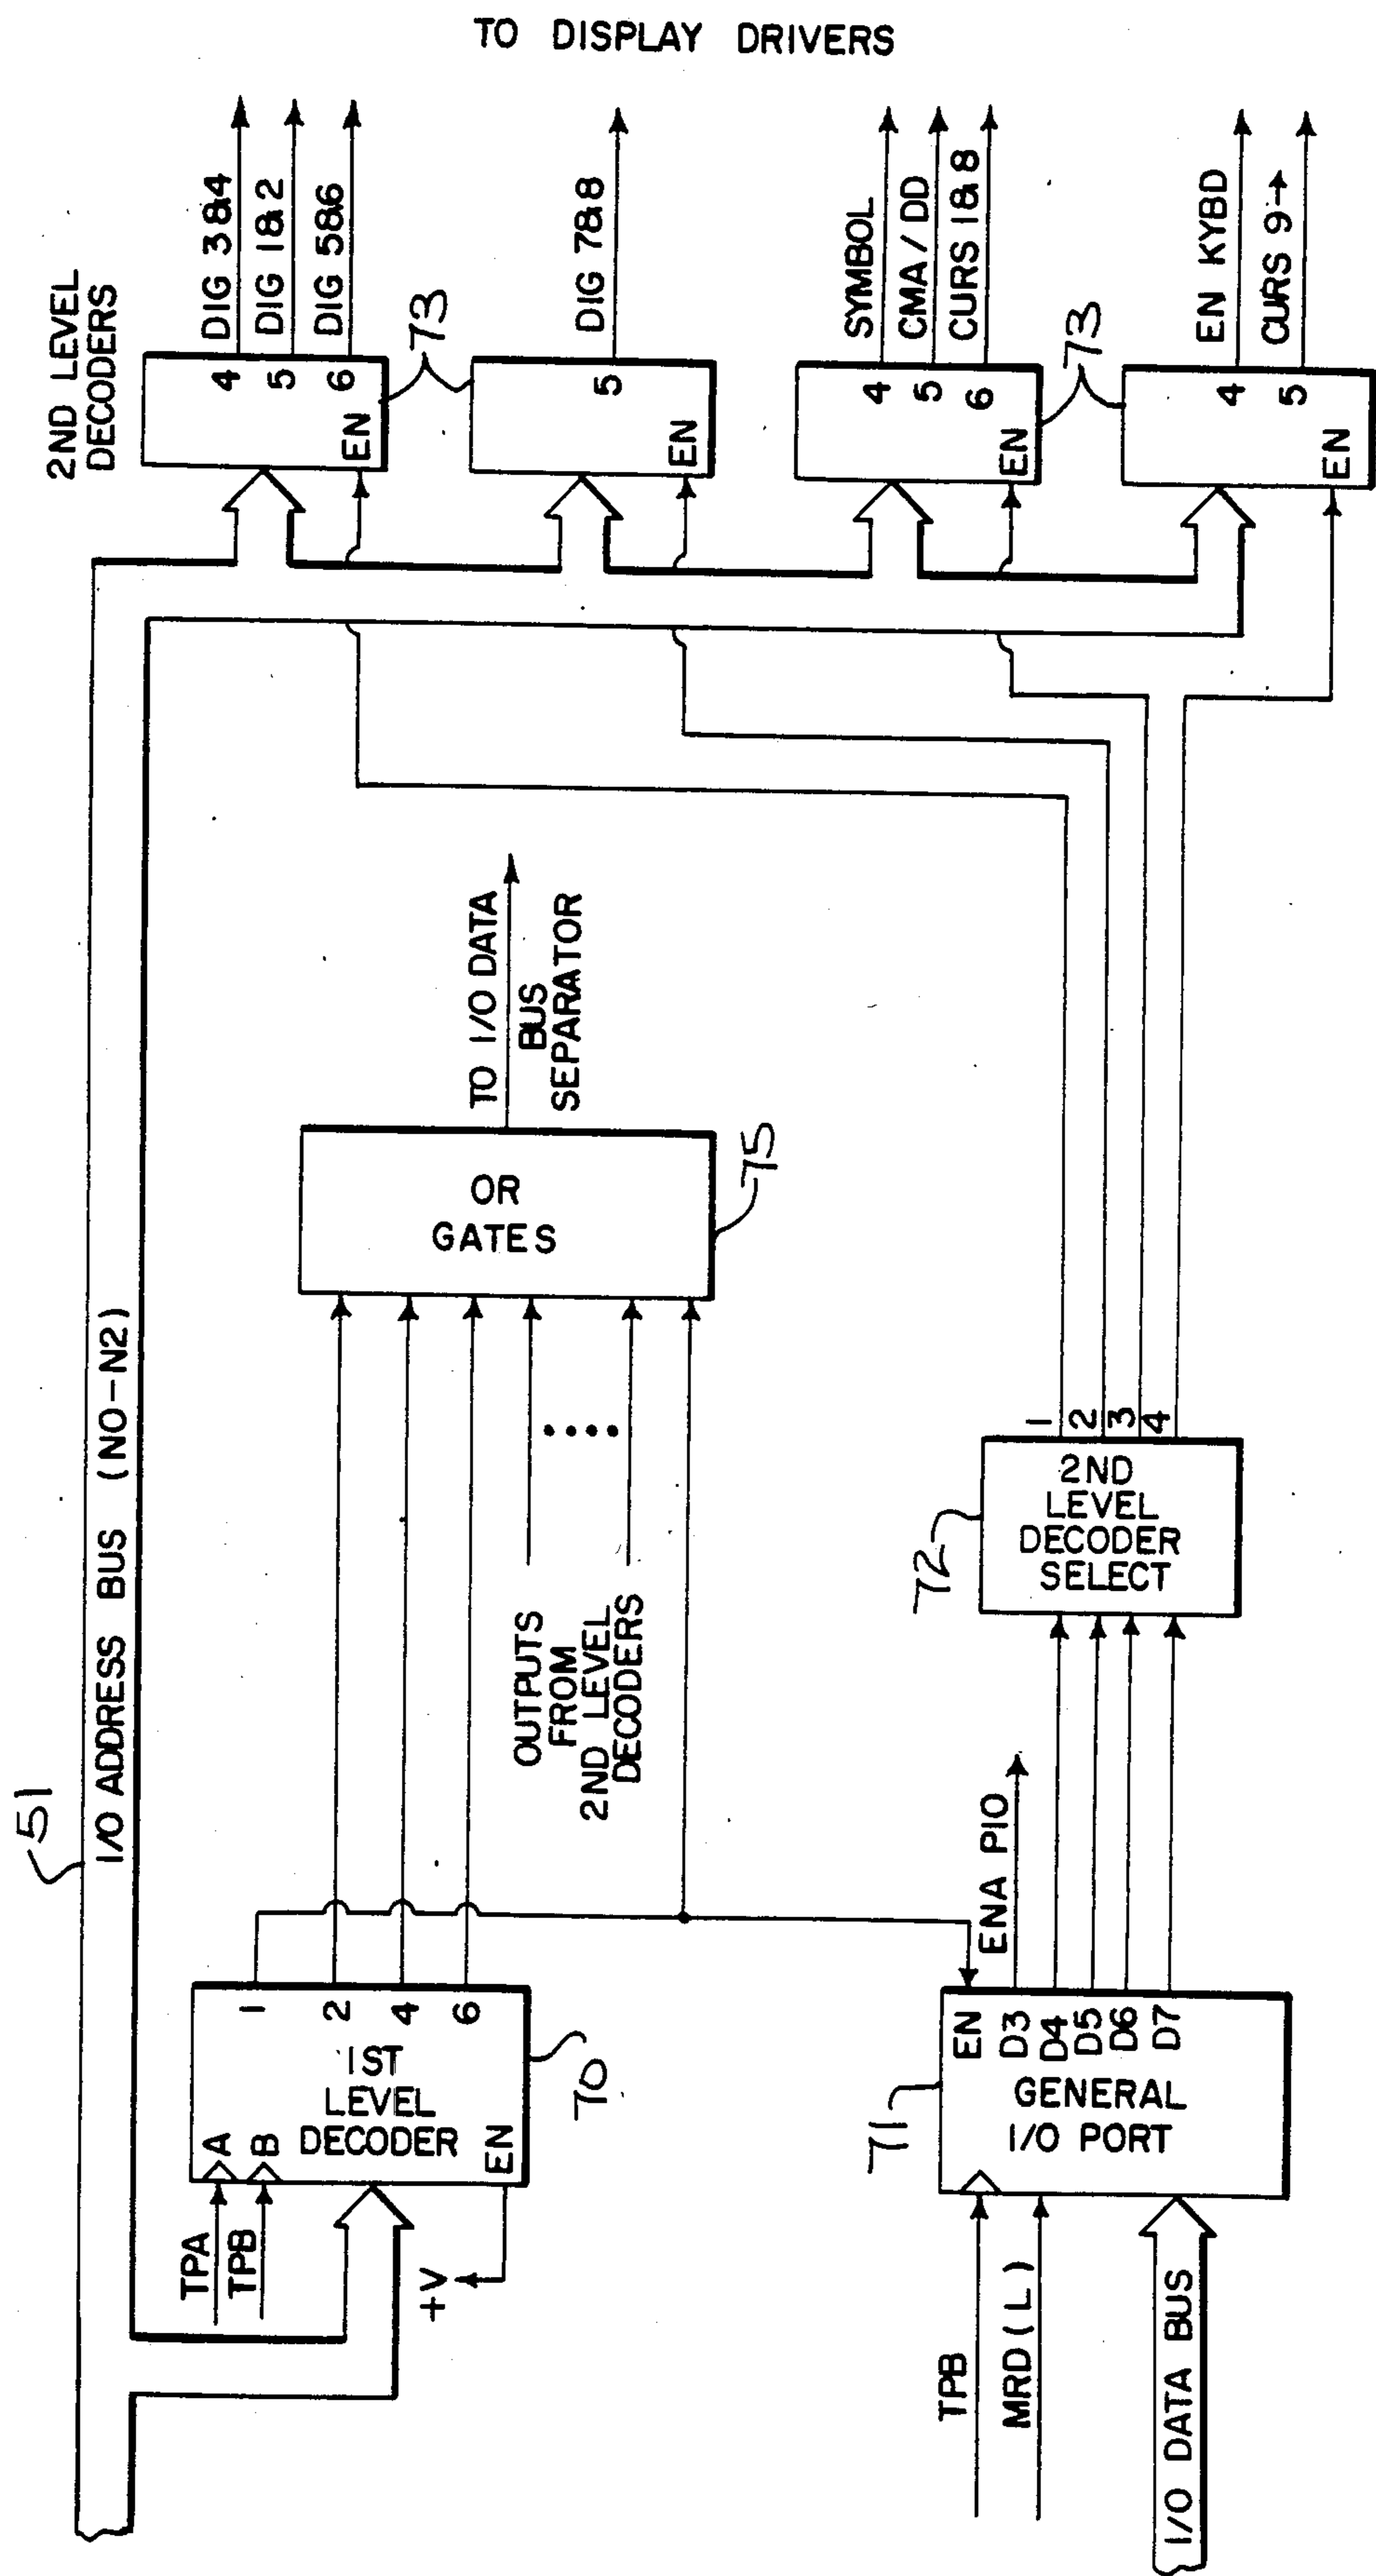 TO DISPLAY DRIVERS
2ND LEVEL
DECODERS
DIG 3&4
DIG 1&2
DIG 5&6
4
5
6
EN
73
DIG 7&8
5
EN
SYMBOL
CMA/DD
CURS 1&8
4
5
6
EN
73
EN KYBD
CURS 9→
4
5
EN
51
I/O ADDRESS BUS (NO-N2)
TO I/O DATA
BUS
SEPARATOR
OR
GATES
75
OUTPUTS
FROM
2ND LEVEL
DECODERS
TPA
TPB
A
B
1ST
LEVEL
DECODER
1
2
4
6
EN
+V
70
TPB
MRD(L)
I/O DATA BUS
71
EN
D3
D4
D5
D6
D7
GENERAL
I/O PORT
ENA PIO
72
2ND
LEVEL
DECODER
SELECT
1
2
3
4